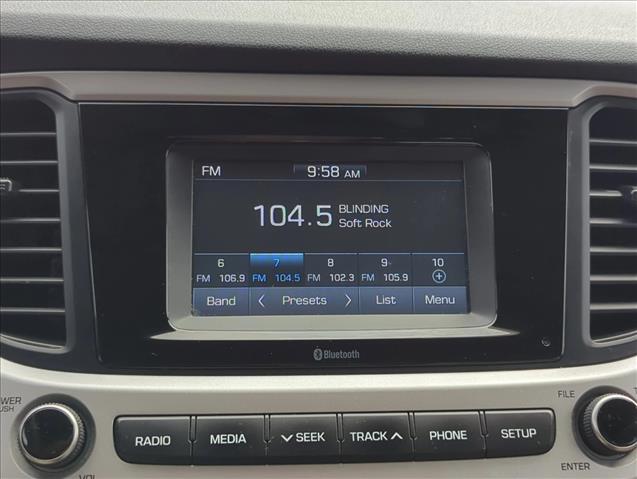 FM 9:58 AM
104.5 BLINDING
Soft Rock
6 7 8 9 10
FM 106.9 FM 104.5 FM 102.3 FM 105.9
Band < Presets > List Menu
Bluetooth
OWER FILE
USH
RADIO MEDIA SEEK TRACK PHONE SETUP
VOL ENTER